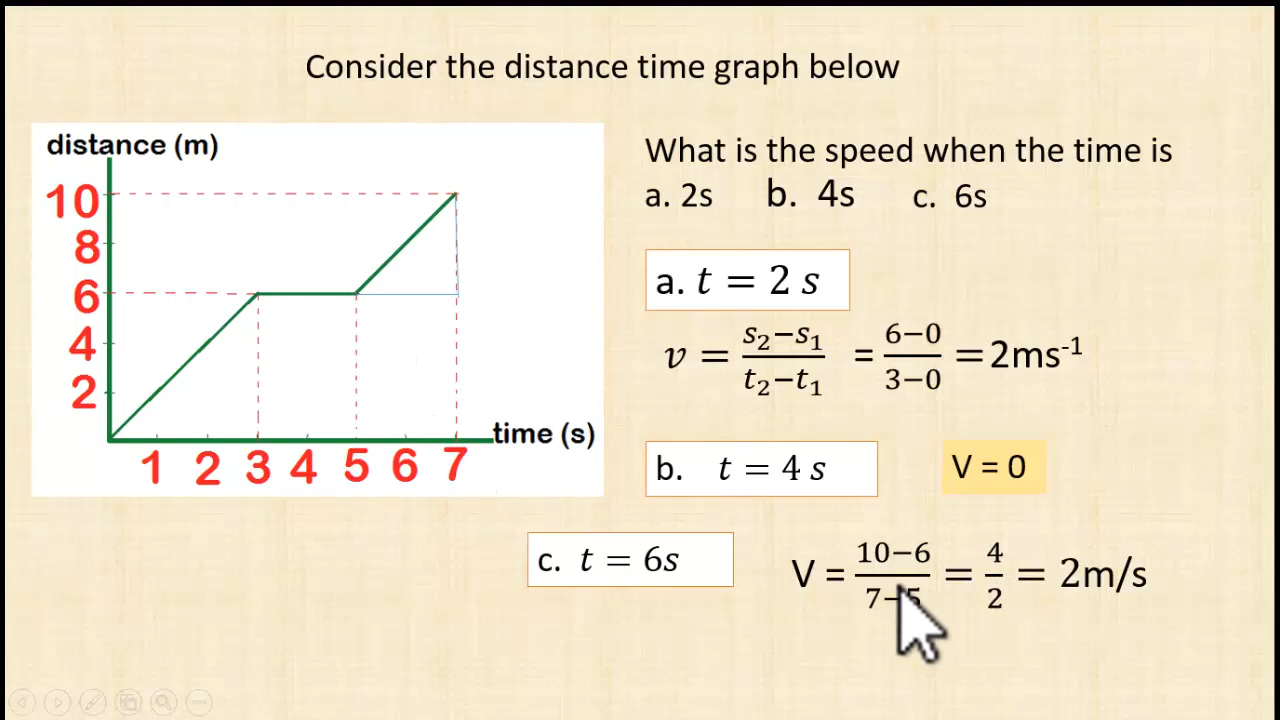 Consider the distance time graph below
distance (m)
10
8
6
4
2
time (s)
1 2 3 4 5 6 7
What is the speed when the time is
a. 2s b. 4s c. 6s
a. t = 2 s
v = s₂−s₁/t₂−t₁ = 6−0/3−0 = 2ms⁻¹
b. t = 4 s V = 0
c. t = 6s V = 10−6/7−5 = 4/2 = 2m/s